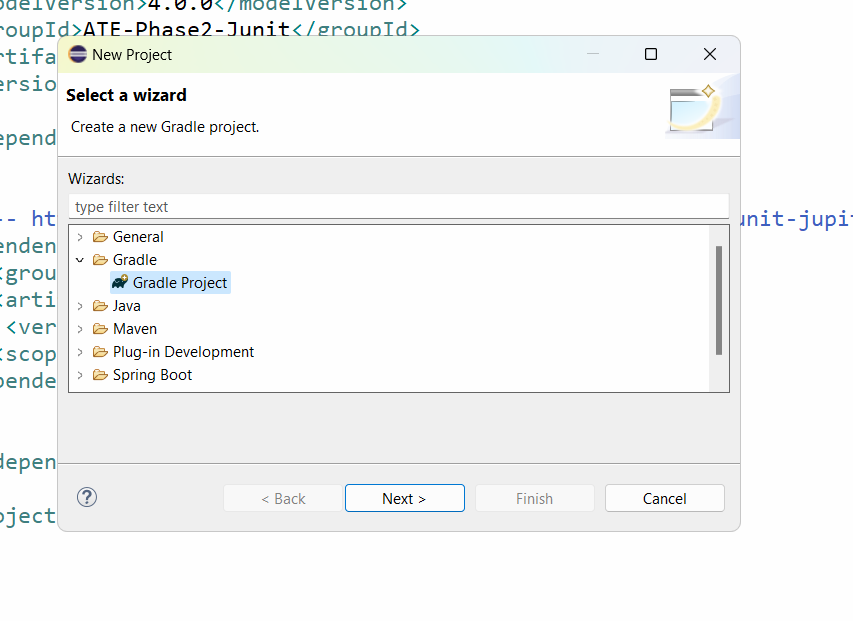 odelVersion>4.0.0</modelVersion>
roupId>ATE-Phase2-Junit</groupId>
rtifa
ersio
epend
-- ht
unit-jupit
enden
<grou
<arti
<ver
<scop
pende
depen
oject
New Project
Select a wizard
Create a new Gradle project.
Wizards:
type filter text
General
Gradle
Gradle Project
Java
Maven
Plug-in Development
Spring Boot
?
< Back
Next >
Finish
Cancel